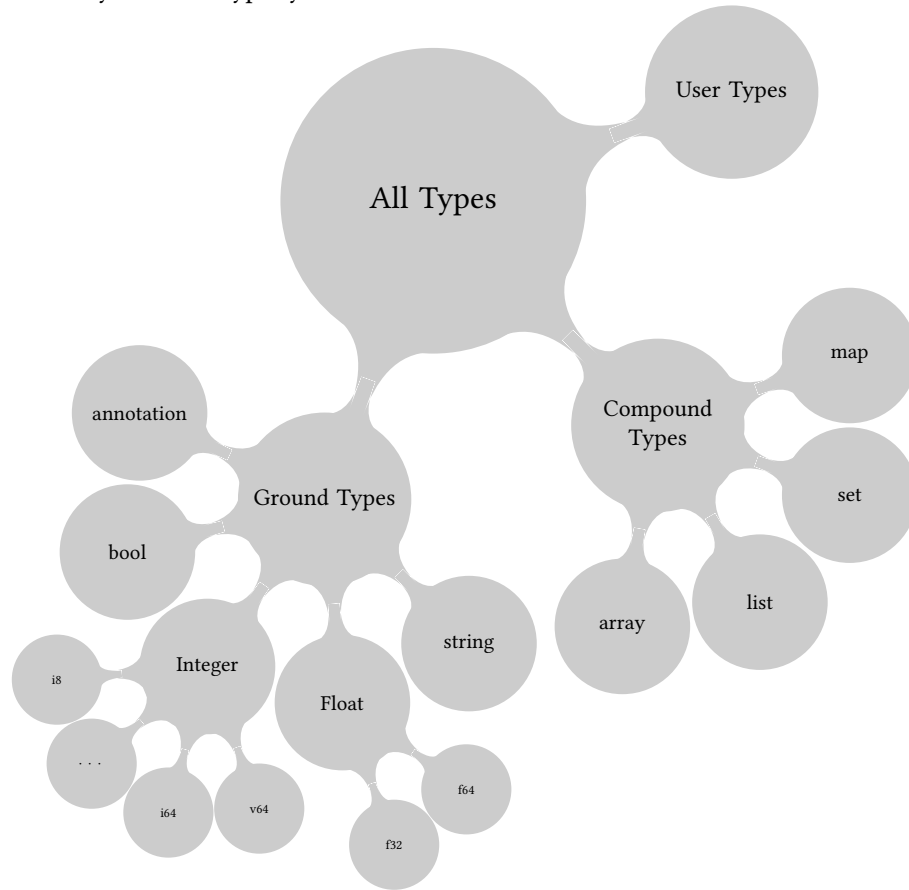 User Types
All Types
map
Compound
Types
annotation
set
Ground Types
bool
list
array
string
Integer
i8
Float
. . .
f64
v64
i64
f32